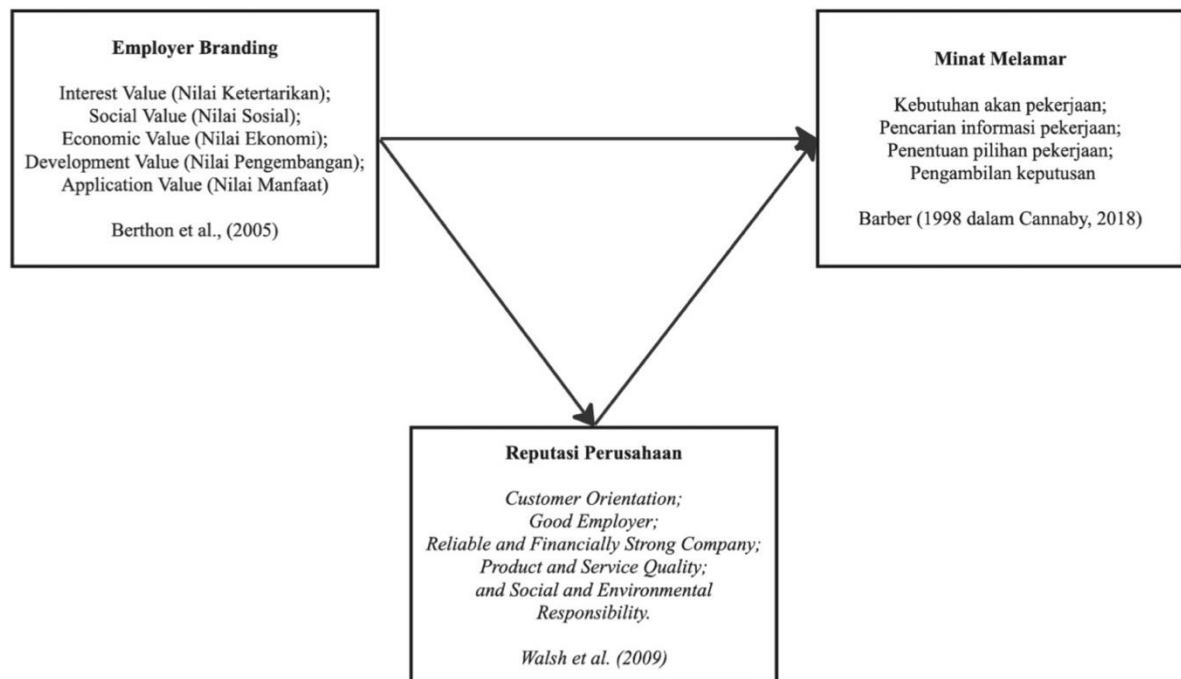 Employer Branding
Interest Value (Nilai Ketertarikan);
Social Value (Nilai Sosial);
Economic Value (Nilai Ekonomi);
Development Value (Nilai Pengembangan);
Application Value (Nilai Manfaat)
Berthon et al., (2005)
Minat Melamar
Kebutuhan akan pekerjaan;
Pencarian informasi pekerjaan;
Penentuan pilihan pekerjaan;
Pengambilan keputusan
Barber (1998 dalam Cannaby, 2018)
Reputasi Perusahaan
Customer Orientation;
Good Employer;
Reliable and Financially Strong Company;
Product and Service Quality;
and Social and Environmental
Responsibility.
Walsh et al. (2009)